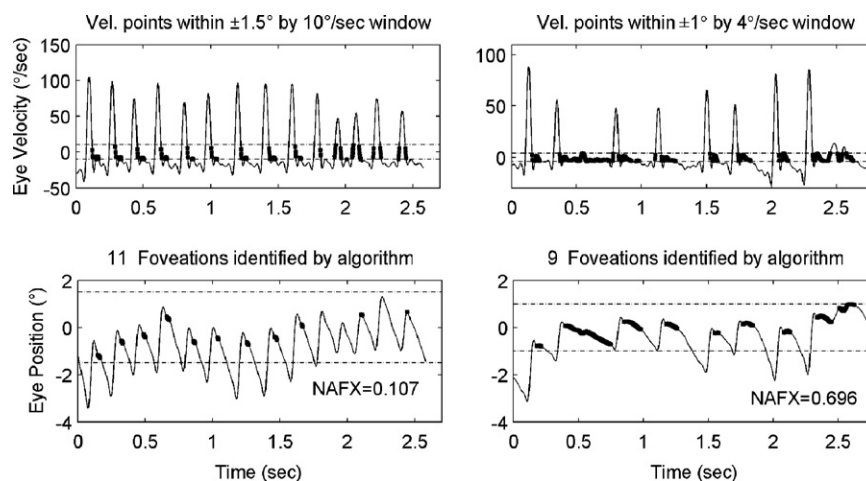 Vel. points within ±1.5° by 10°/sec window
Vel. points within ±1° by 4°/sec window
Eye Velocity (°/sec)
150
100
50
0
-50
0 0.5 1 1.5 2 2.5
100
50
0
0 0.5 1 1.5 2 2.5
11 Foveations identified by algorithm
9 Foveations identified by algorithm
Eye Position (°)
2
0
-2
-4
NAFX=0.107
0 0.5 1 1.5 2 2.5
Time (sec)
2
0
-2
-4
NAFX=0.696
0 0.5 1 1.5 2 2.5
Time (sec)